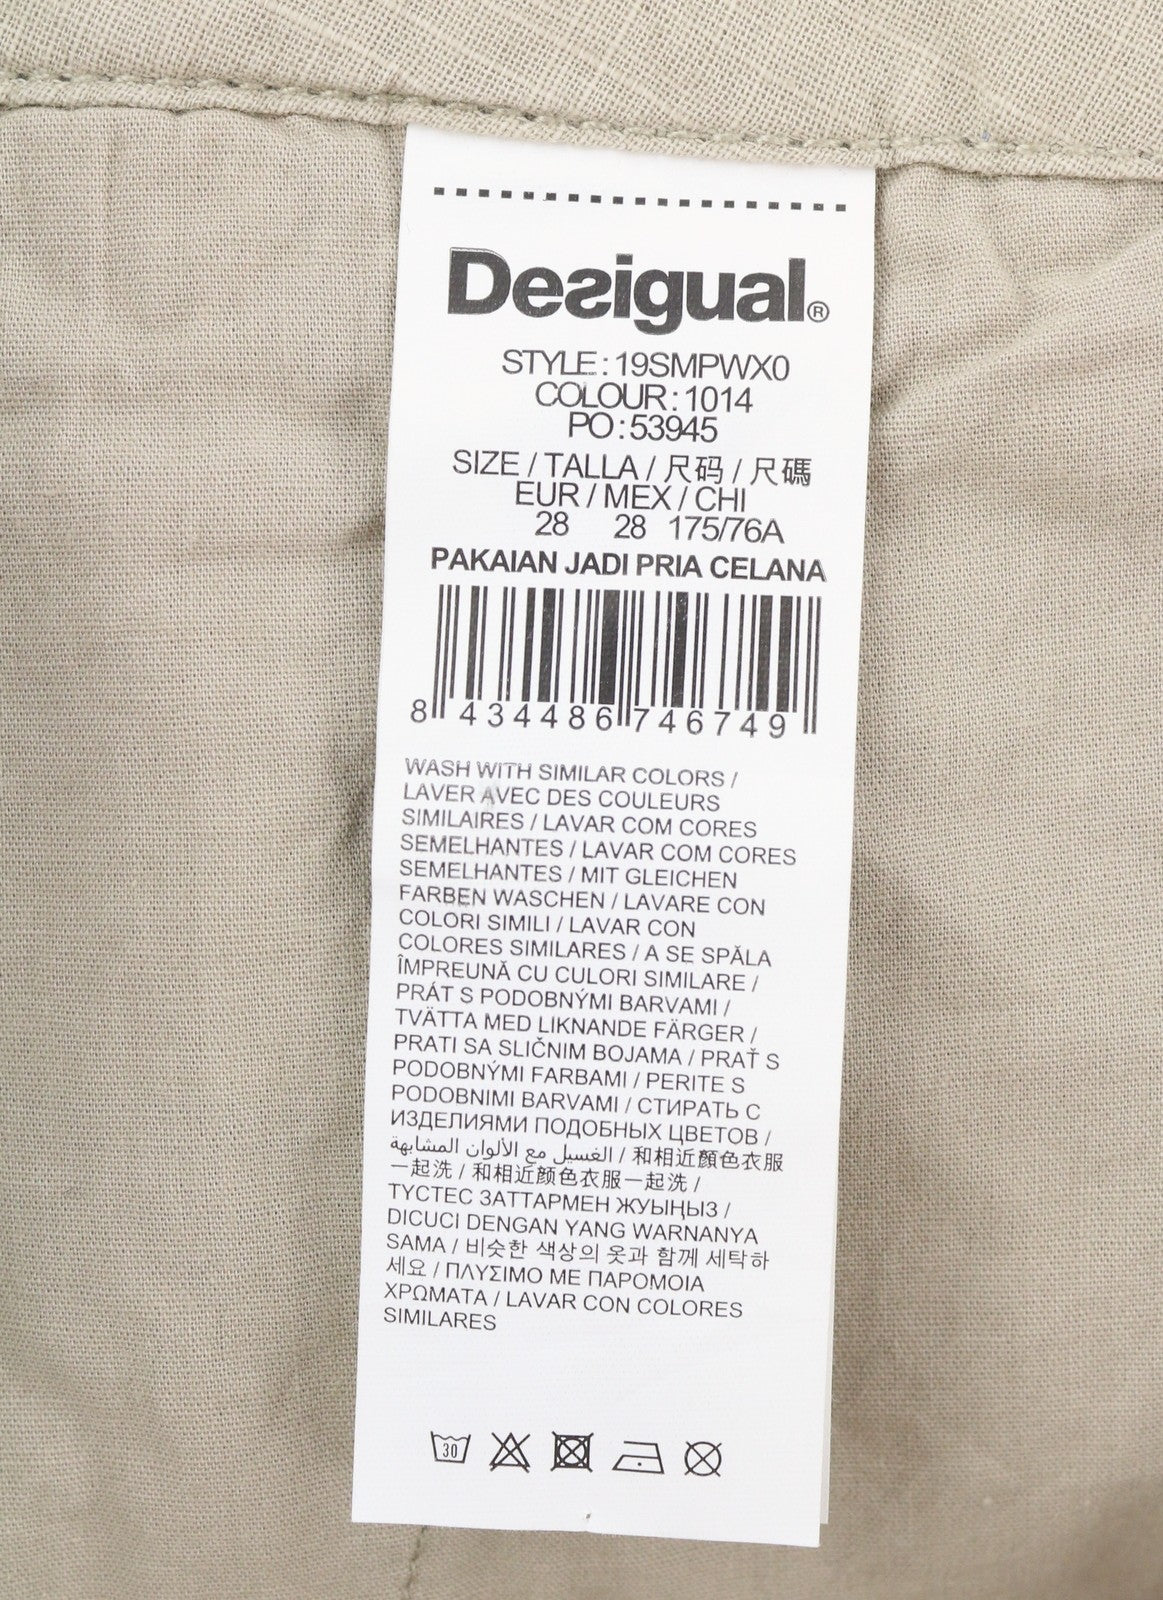 Desigual®
STYLE: 19SMPWX0
COLOUR: 1014
PO: 53945
SIZE / TALLA / 尺码 / 尺碼
EUR / MEX / CHI
28 28 175/76A
PAKAIAN JADI PRIA CELANA
8 434486 746749
WASH WITH SIMILAR COLORS /
LAVER AVEC DES COULEURS
SIMILAIRES / LAVAR COM CORES
SEMELHANTES / LAVAR COM CORES
SEMELHANTES / MIT GLEICHEN
FARBEN WASCHEN / LAVARE CON
COLORI SIMILI / LAVAR CON
COLORES SIMILARES / A SE SPĂLA
ÎMPREUNĂ CU CULORI SIMILARE /
PRÁT S PODOBNÝMI BARVAMI /
TVÄTTA MED LIKNANDE FÄRGER /
PRATI SA SLIČNIM BOJAMA / PRAŤ S
PODOBNÝMI FARBAMI / PERITE S
PODOBNIMI BARVAMI / СТИРАТЬ С
ИЗДЕЛИЯМИ ПОДОБНЫХ ЦВЕТОВ /
الغسيل مع الألوان المشابهة / 和相近顏色衣服
一起洗 / 和相近颜色衣服一起洗 /
ТҮСТЕС ЗАТТАРМЕН ЖУЫҢЫЗ /
DICUCI DENGAN YANG WARNANYA
SAMA / 비슷한 색상의 옷과 함께 세탁하
세요 / ΠΛΥΣΙΜΟ ΜΕ ΠΑΡΟΜΟΙΑ
ΧΡΩΜΑΤΑ / LAVAR CON COLORES
SIMILARES
30